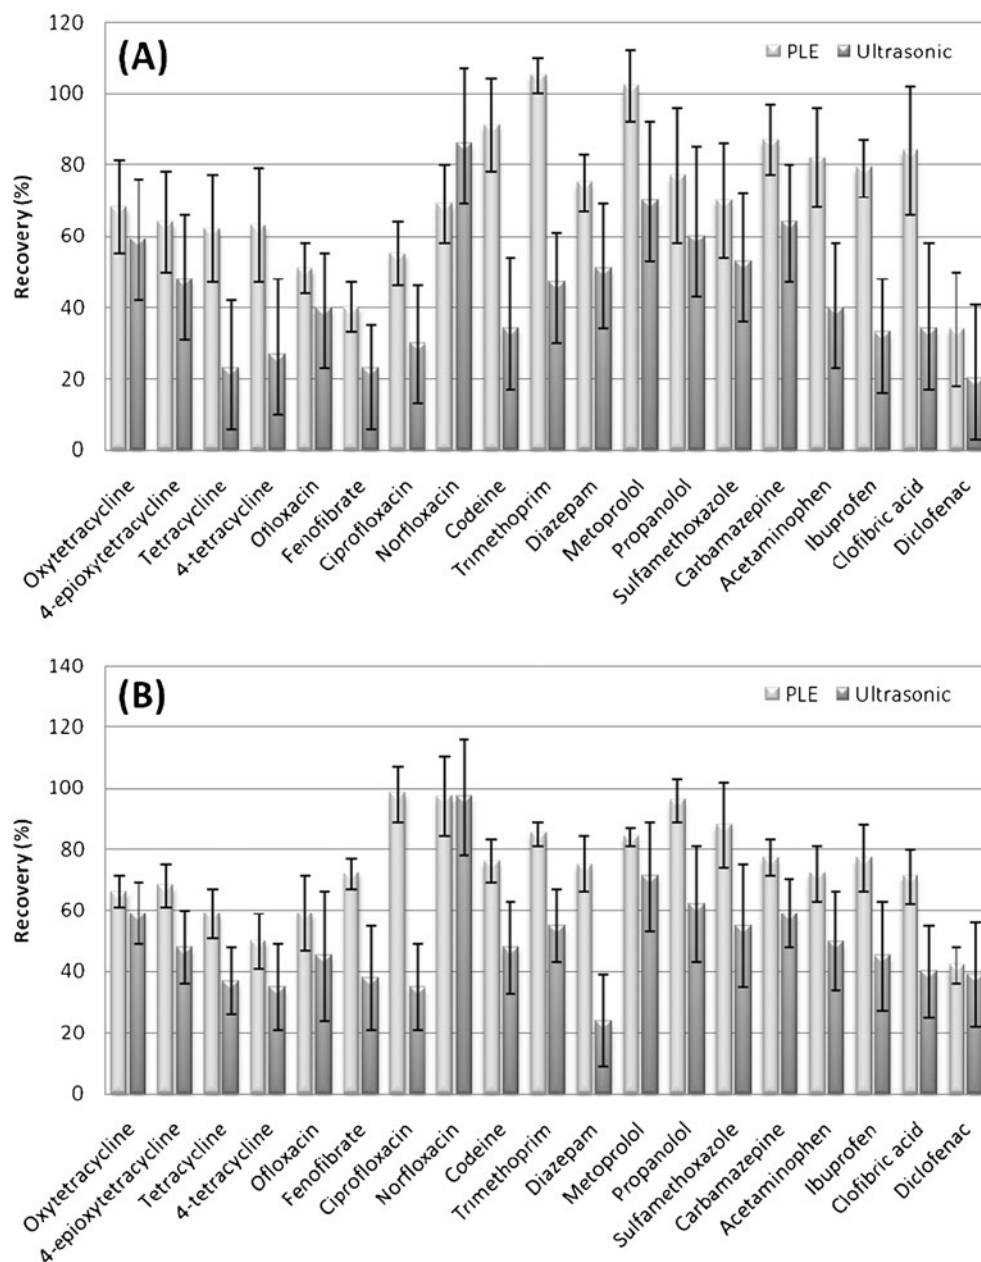 (A)
PLE Ultrasonic
Recovery (%)
120
100
80
60
40
20
0
Oxytetracycline
4-epioxytetracycline
Tetracycline
4-tetracycline
Ofloxacin
Fenofibrate
Ciprofloxacin
Norfloxacin
Codeine
Trimethoprim
Diazepam
Metoprolol
Propanolol
Sulfamethoxazole
Carbamazepine
Acetaminophen
Ibuprofen
Clofibric acid
Diclofenac
(B)
PLE Ultrasonic
Recovery (%)
140
120
100
80
60
40
20
0
Oxytetracycline
4-epioxytetracycline
Tetracycline
4-tetracycline
Ofloxacin
Fenofibrate
Ciprofloxacin
Norfloxacin
Codeine
Trimethoprim
Diazepam
Metoprolol
Propanolol
Sulfamethoxazole
Carbamazepine
Acetaminophen
Ibuprofen
Clofibric acid
Diclofenac